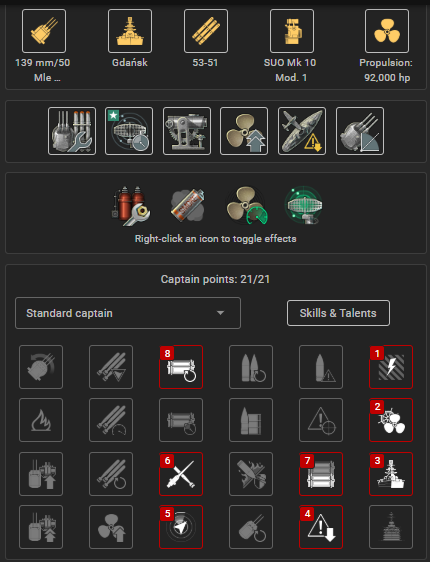 139 mm/50
Mle ...
Gdańsk
53-51
SUO Mk 10
Mod. 1
Propulsion:
92,000 hp
Right-click an icon to toggle effects
Captain points: 21/21
Standard captain
Skills & Talents
8
1
2
6
7
3
5
4